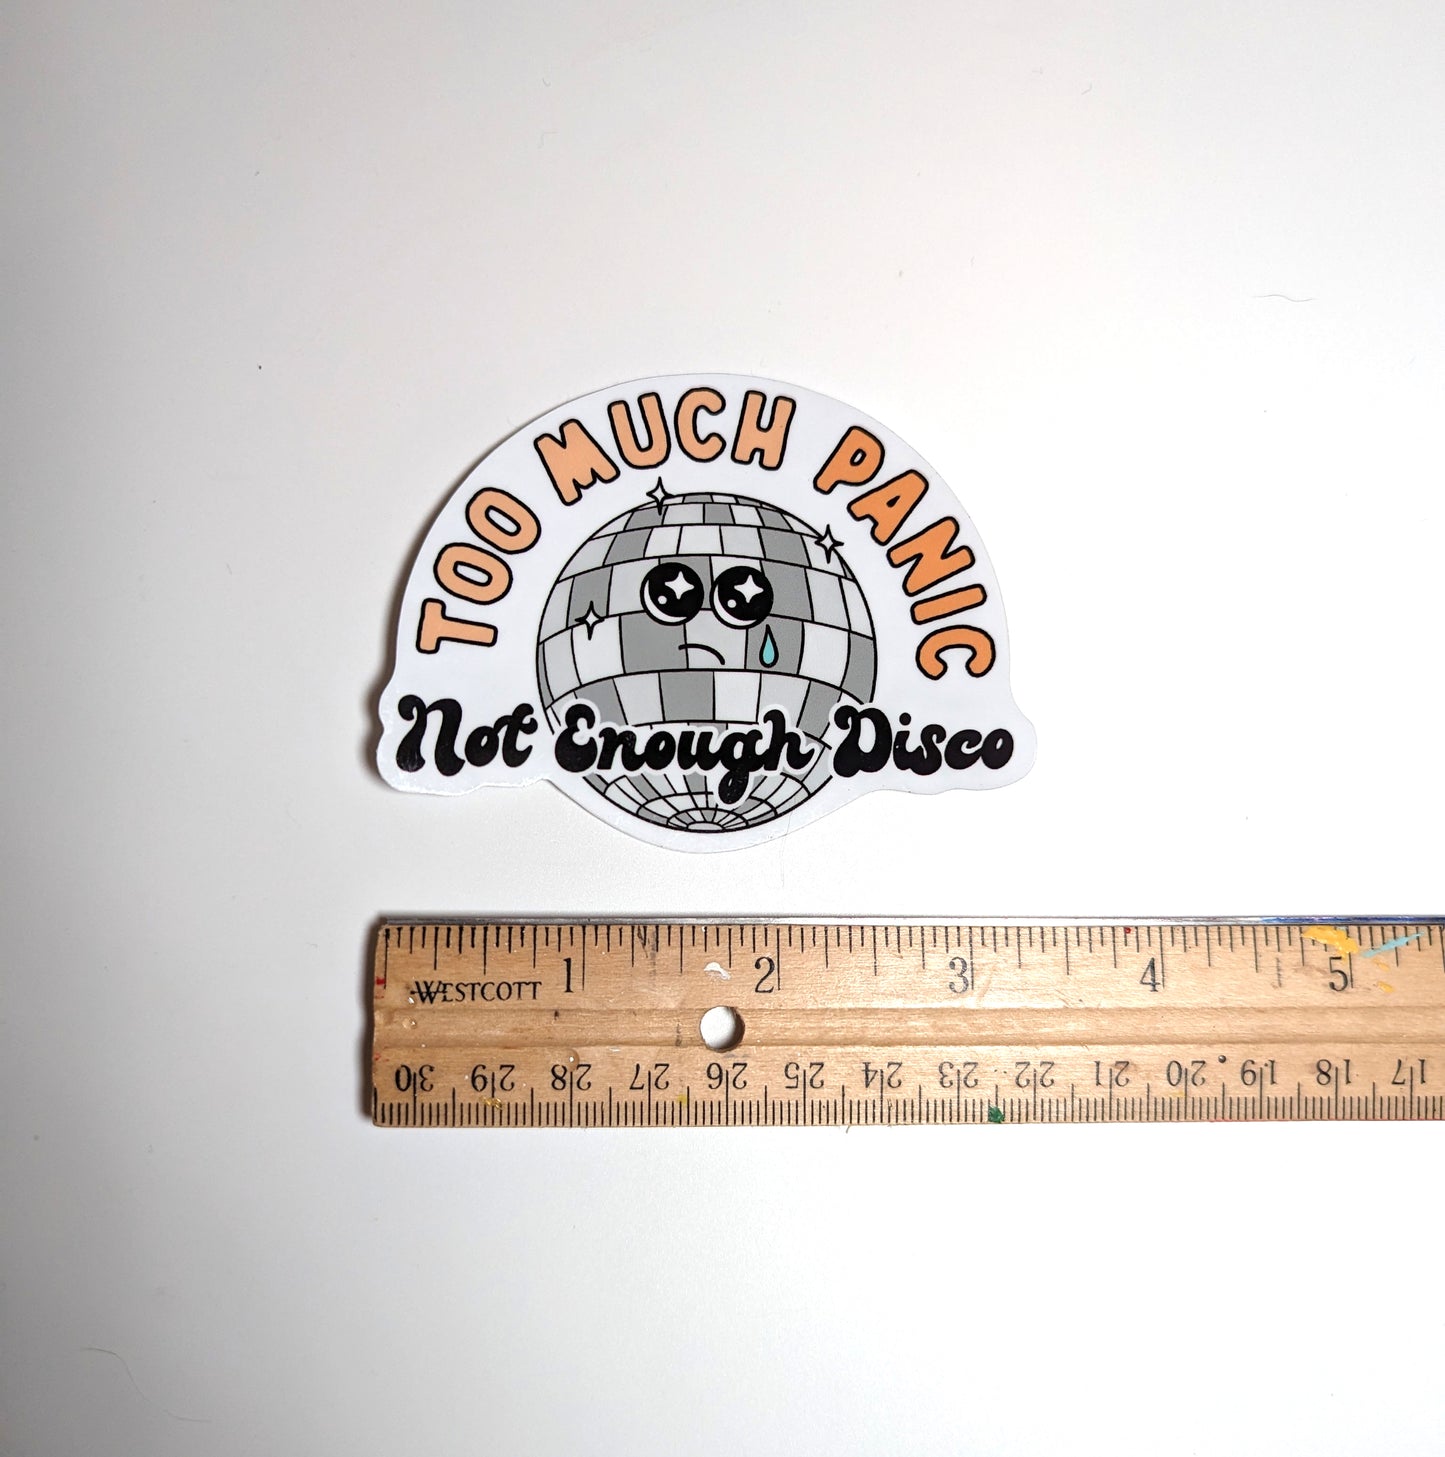 TOO MUCH PANIC
Not Enough Disco
1 2 3 4 5
WESTCOTT
30 29 28 27 26 25 24 23 22 21 20 19 18 17